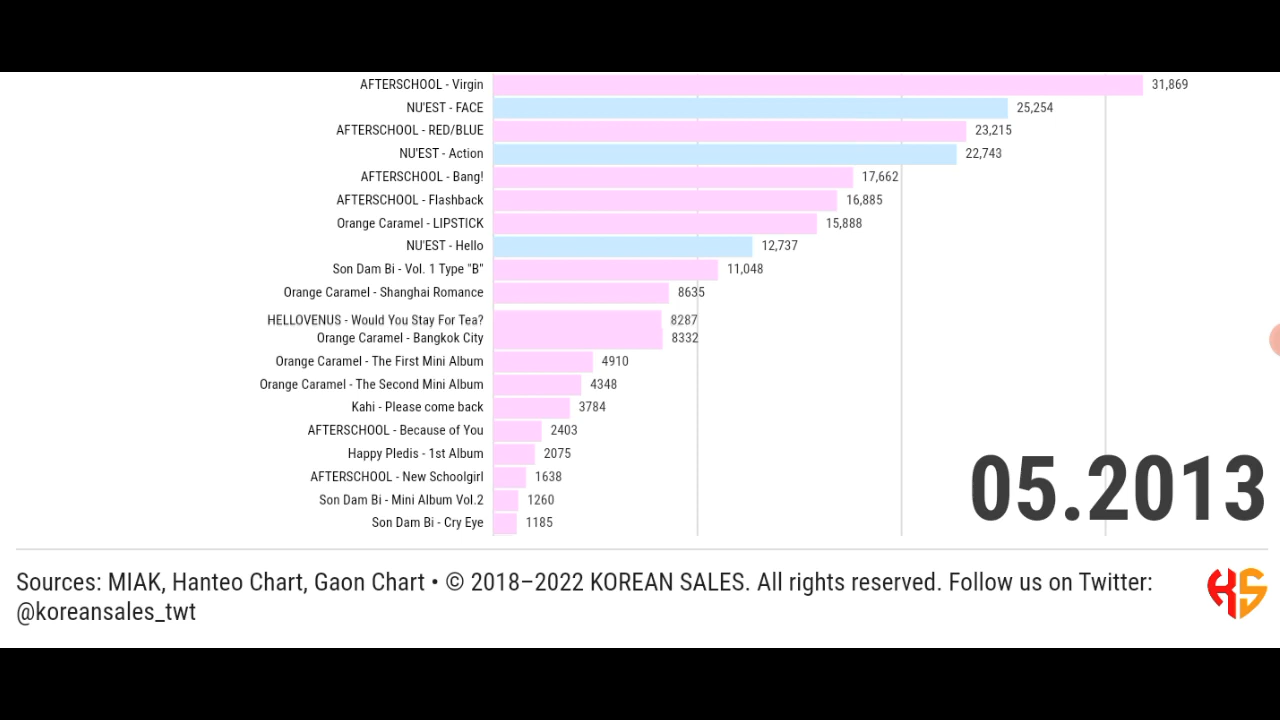 AFTERSCHOOL - Virgin 31,869
NU'EST - FACE 25,254
AFTERSCHOOL - RED/BLUE 23,215
NU'EST - Action 22,743
AFTERSCHOOL - Bang! 17,662
AFTERSCHOOL - Flashback 16,885
Orange Caramel - LIPSTICK 15,888
NU'EST - Hello 12,737
Son Dam Bi - Vol. 1 Type "B" 11,048
Orange Caramel - Shanghai Romance 8635
HELLOVENUS - Would You Stay For Tea? 8287
Orange Caramel - Bangkok City 8332
Orange Caramel - The First Mini Album 4910
Orange Caramel - The Second Mini Album 4348
Kahi - Please come back 3784
AFTERSCHOOL - Because of You 2403
Happy Pledis - 1st Album 2075
AFTERSCHOOL - New Schoolgirl 1638
Son Dam Bi - Mini Album Vol.2 1260
Son Dam Bi - Cry Eye 1185
05.2013
Sources: MIAK, Hanteo Chart, Gaon Chart • © 2018–2022 KOREAN SALES. All rights reserved. Follow us on Twitter:
@koreansales_twt
KS